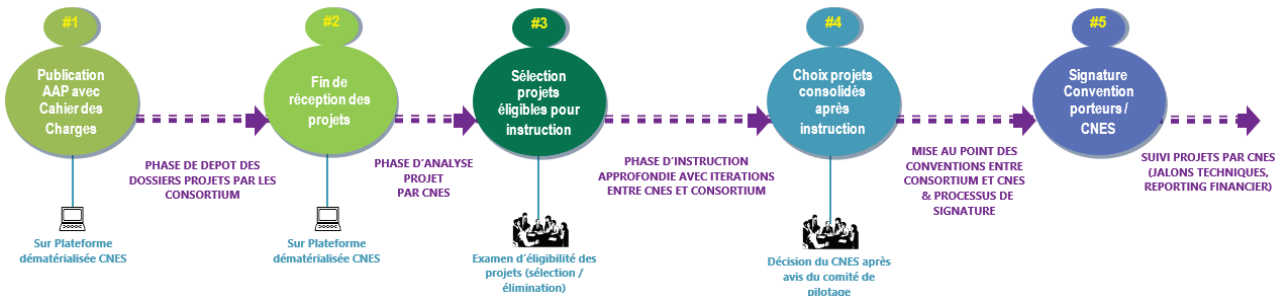 #1
Publication
AAP avec
Cahier des
Charges
PHASE DE DEPOT DES
DOSSIERS PROJETS PAR LES
CONSORTIUM
Sur Plateforme
dématérialisée CNES
#2
Fin de
réception des
projets
PHASE D'ANALYSE
PROJET
PAR CNES
Sur Plateforme
dématérialisée CNES
#3
Sélection
projets
éligibles pour
instruction
PHASE D'INSTRUCTION
APPROFONDIE AVEC ITERATIONS
ENTRE CNES ET CONSORTIUM
Examen d'éligibilité des
projets (sélection /
élimination)
#4
Choix projets
consolidés
après
instruction
MISE AU POINT DES
CONVENTIONS ENTRE
CONSORTIUM ET CNES
& PROCESSUS DE
SIGNATURE
Décision du CNES après
avis du comité de
pilotage
#5
Signature
Convention
porteurs /
CNES
SUIVI PROJETS PAR CNES
(JALONS TECHNIQUES,
REPORTING FINANCIER)